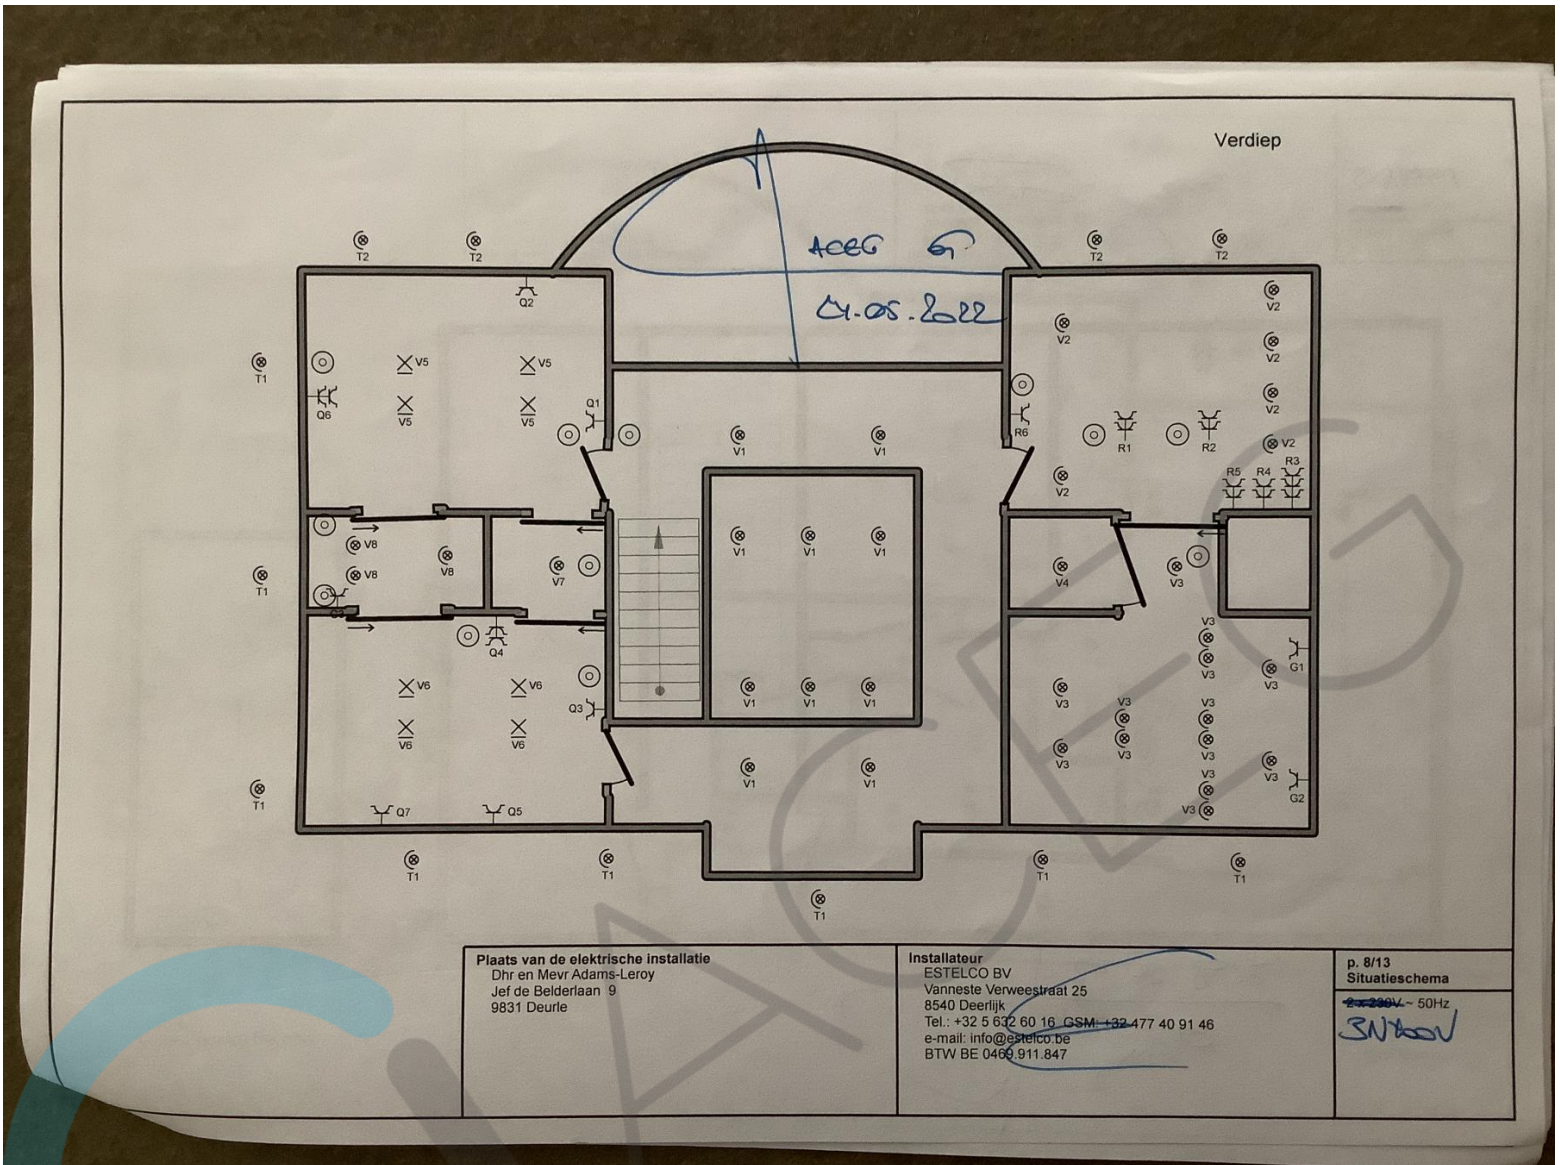 Verdiep
T2 T2 T2 T2
ACEG
.05.2022
Q2
V2
V2
T1
V5 V5
V2
Q6
V5 V5
Q1
V2
R6
R1 R2
V1 V1
V2
R5 R4 R3
V2
V8
V8
V8
V7
V1 V1 V1
V4
V3
T1
Q4
V3
G1
V6 V6
V3
V3
Q3
V1 V1 V1
V3 V3
V6 V6
V3
V3
V3
V1 V1
V3
G2
T1
Q7 Q5
V3
T1 T1 T1 T1
T1
Plaats van de elektrische installatie
Dhr en Mevr Adams-Leroy
Jef de Belderlaan 9
9831 Deurle
Installateur
ESTELCO BV
Vanneste Verweestraat 25
8540 Deerlijk
Tel.: +32 5 632 60 16 GSM: +32 477 40 91 46
e-mail: info@estelco.be
BTW BE 0469.911.847
p. 8/13
Situatieschema
2 x 230V ~ 50Hz
3N400V
ACEG